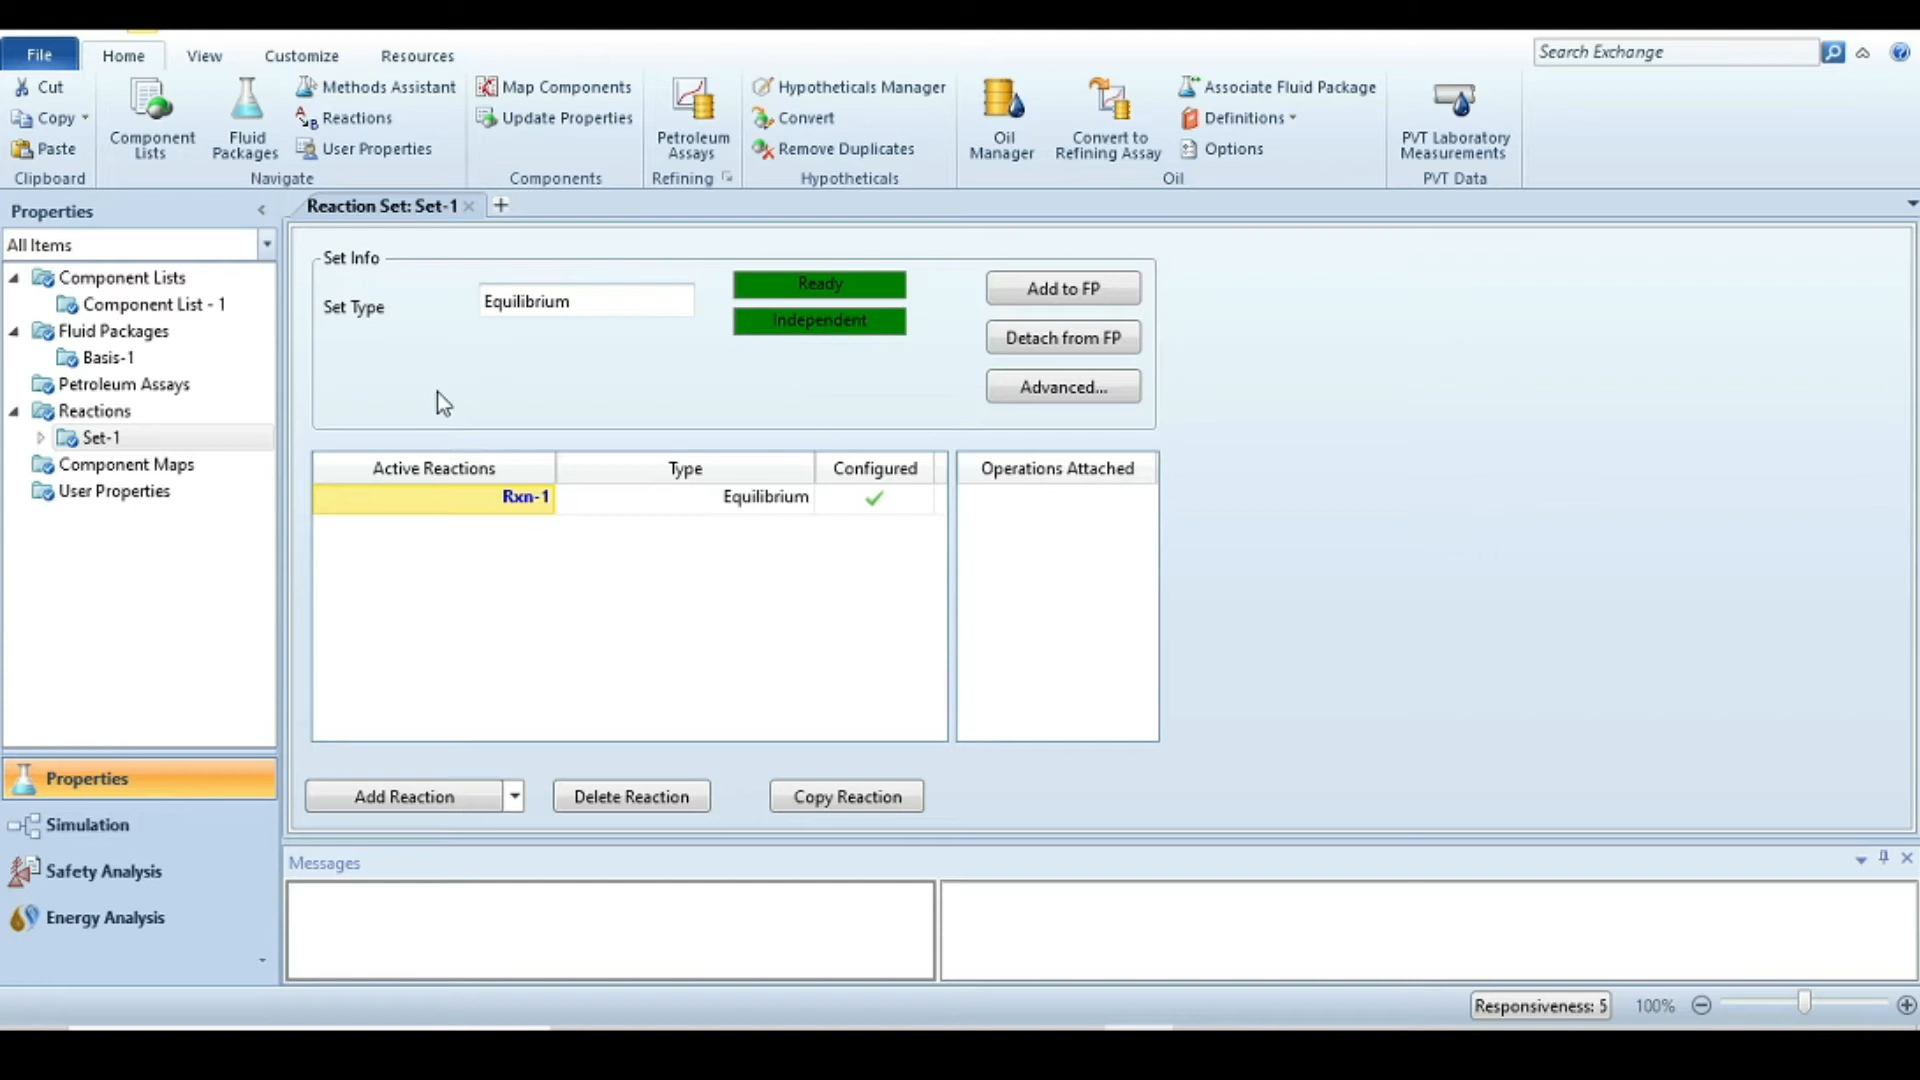 File
Home
View
Customize
Resources
Search Exchange
Cut
Copy
Paste
Clipboard
Component
Lists
Fluid
Packages
Methods Assistant
Reactions
User Properties
Navigate
Map Components
Update Properties
Components
Petroleum
Assays
Refining
Hypotheticals Manager
Convert
Remove Duplicates
Hypotheticals
Oil
Manager
Convert to
Refining Assay
Associate Fluid Package
Definitions
Options
Oil
PVT Laboratory
Measurements
PVT Data
Properties
All Items
Component Lists
Component List - 1
Fluid Packages
Basis-1
Petroleum Assays
Reactions
Set-1
Component Maps
User Properties
Properties
Simulation
Safety Analysis
Energy Analysis
Reaction Set: Set-1
Set Info
Set Type
Equilibrium
Ready
Independent
Add to FP
Detach from FP
Advanced...
Active Reactions
Type
Configured
Operations Attached
Rxn-1
Equilibrium
Add Reaction
Delete Reaction
Copy Reaction
Messages
Responsiveness: 5
100%